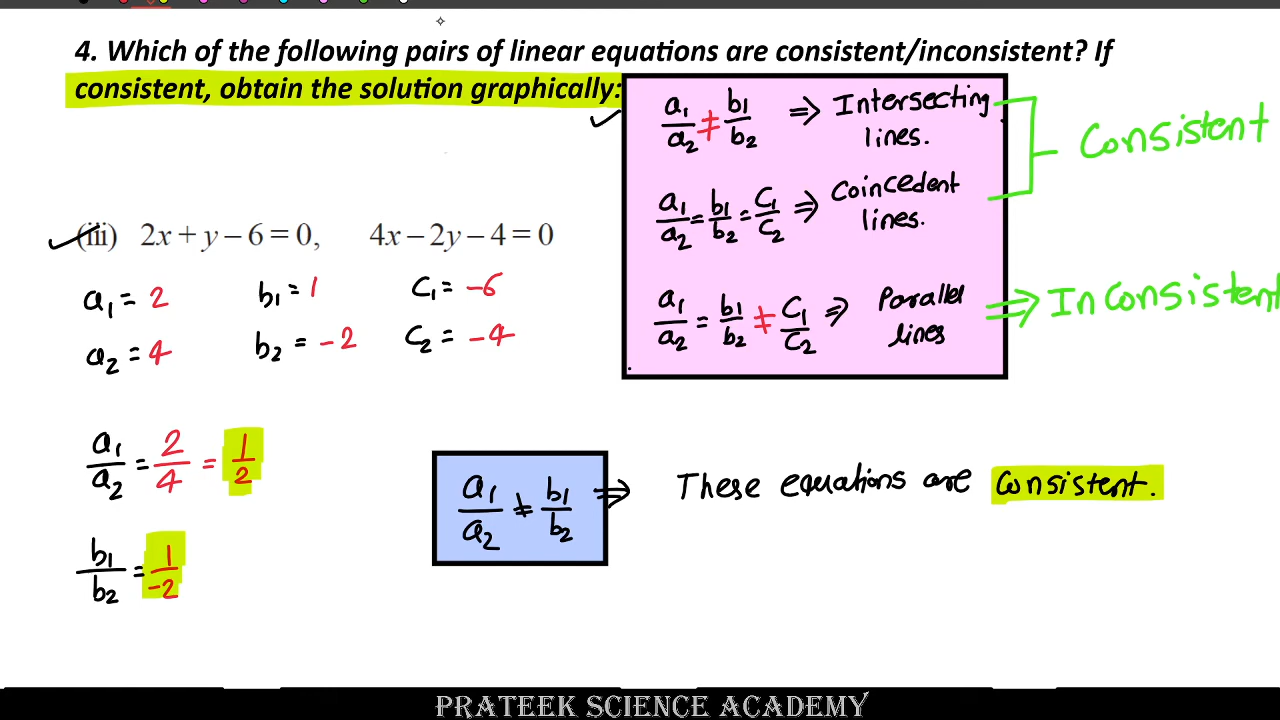 4. Which of the following pairs of linear equations are consistent/inconsistent? If
consistent, obtain the solution graphically:
a₁/a₂ ≠ b₁/b₂ ⇒ Intersecting
lines.
Consistent
a₁/a₂ = b₁/b₂ = c₁/c₂ ⇒ Coincedent
lines.
a₁/a₂ = b₁/b₂ ≠ c₁/c₂ ⇒ Parallel
lines
⇒ Inconsistent
(iii) 2x + y – 6 = 0, 4x – 2y – 4 = 0
a₁ = 2 b₁ = 1 c₁ = -6
a₂ = 4 b₂ = -2 c₂ = -4
a₁/a₂ = 2/4 = 1/2
a₁/a₂ ≠ b₁/b₂ ⇒ These equations are consistent.
b₁/b₂ = 1/-2
PRATEEK SCIENCE ACADEMY